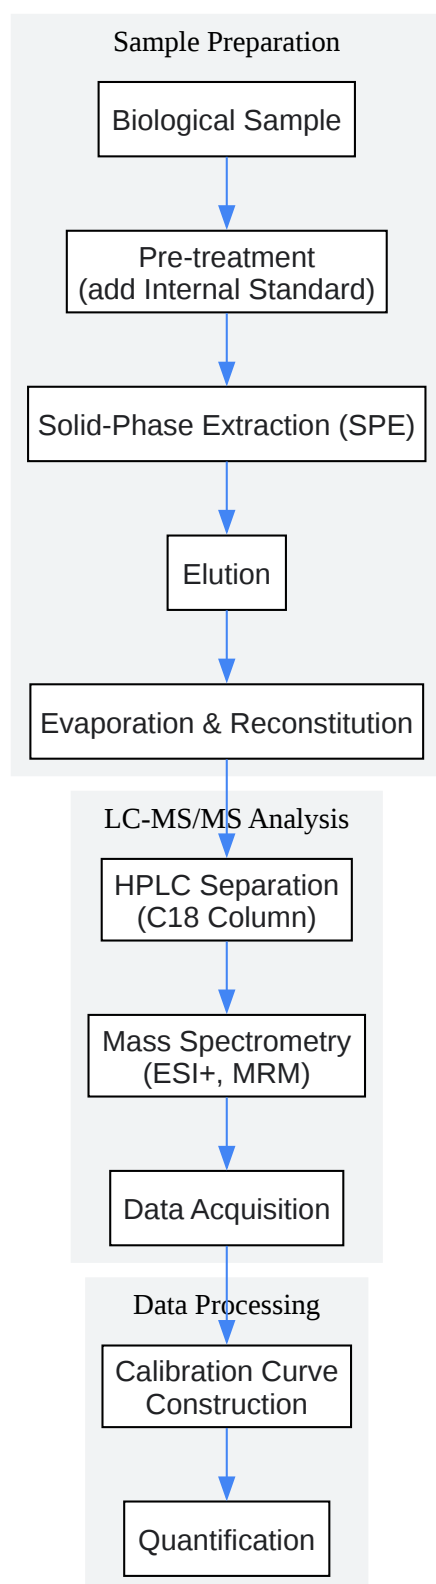 Sample Preparation
Biological Sample
Pre-treatment
(add Internal Standard)
Solid-Phase Extraction (SPE)
Elution
Evaporation & Reconstitution
LC-MS/MS Analysis
HPLC Separation
(C18 Column)
Mass Spectrometry
(ESI+, MRM)
Data Acquisition
Data Processing
Calibration Curve
Construction
Quantification